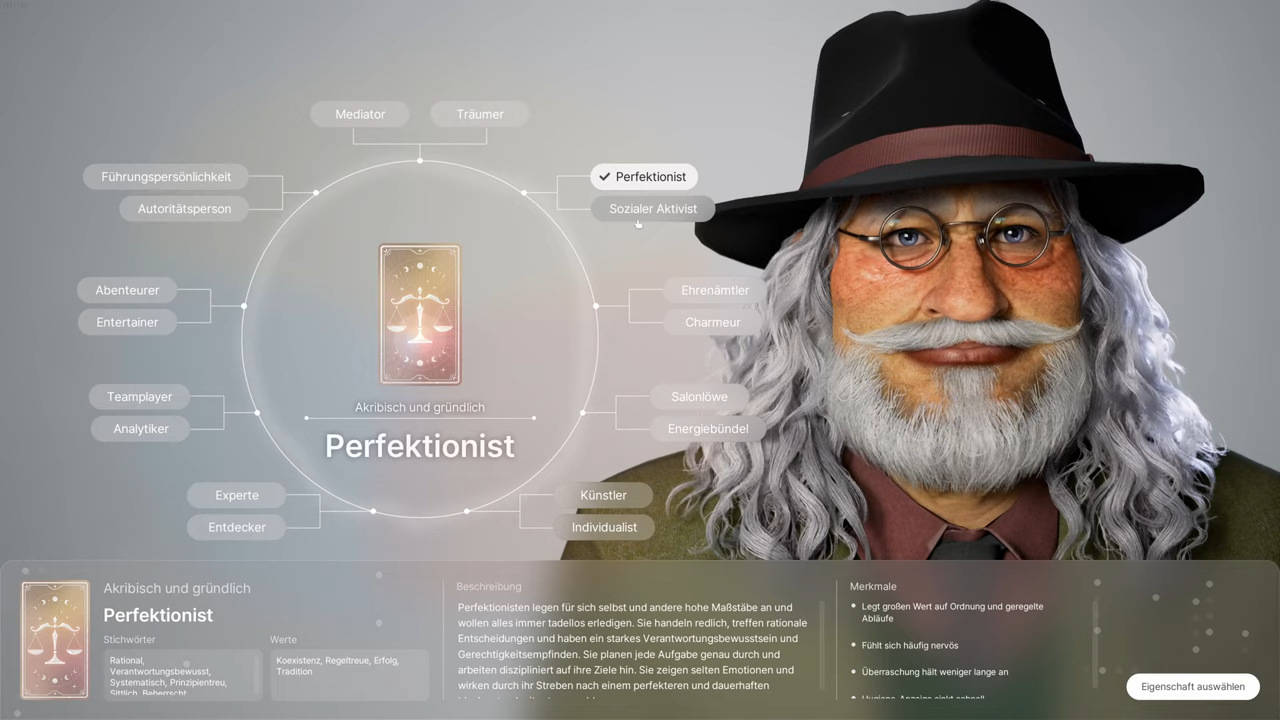 Mediator
Träumer
Führungspersönlichkeit
Perfektionist
Autoritätsperson
Sozialer Aktivist
Abenteurer
Ehrenämtler
Entertainer
Charmeur
Teamplayer
Salonlöwe
Analytiker
Energiebündel
Akribisch und gründlich
Perfektionist
Experte
Künstler
Entdecker
Individualist
Akribisch und gründlich
Perfektionist
Stichwörter
Rational,
Verantwortungsbewusst,
Systematisch, Prinzipientreu,
Sittlich, Beherrscht
Werte
Koexistenz, Regeltreue, Erfolg,
Tradition
Beschreibung
Perfektionisten legen für sich selbst und andere hohe Maßstäbe an und
wollen alles immer tadellos erledigen. Sie handeln redlich, treffen rationale
Entscheidungen und haben ein starkes Verantwortungsbewusstsein und
Gerechtigkeitsempfinden. Sie planen jede Aufgabe genau durch und
arbeiten diszipliniert auf ihre Ziele hin. Sie zeigen selten Emotionen und
wirken durch ihr Streben nach einem perfekteren und dauerhaften
Merkmale
Legt großen Wert auf Ordnung und geregelte
Abläufe
Fühlt sich häufig nervös
Überraschung hält weniger lange an
Hygiene-Anzeige sinkt schnell
Eigenschaft auswählen